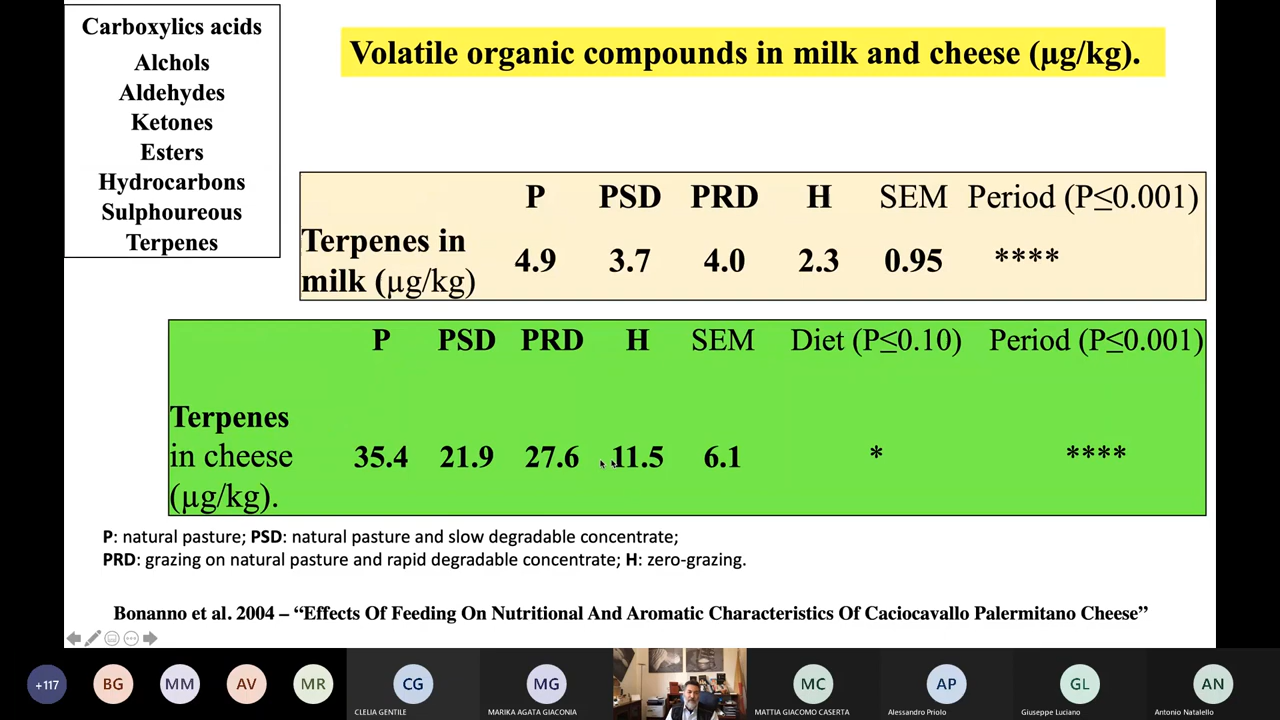 Carboxylics acids
Alchols
Aldehydes
Ketones
Esters
Hydrocarbons
Sulphoureous
Terpenes
Volatile organic compounds in milk and cheese (µg/kg).
P PSD PRD H SEM Period (P≤0.001)
Terpenes in
milk (µg/kg) 4.9 3.7 4.0 2.3 0.95 ****
P PSD PRD H SEM Diet (P≤0.10) Period (P≤0.001)
Terpenes
in cheese 35.4 21.9 27.6 11.5 6.1 * ****
(µg/kg).
P: natural pasture; PSD: natural pasture and slow degradable concentrate;
PRD: grazing on natural pasture and rapid degradable concentrate; H: zero-grazing.
Bonanno et al. 2004 – “Effects Of Feeding On Nutritional And Aromatic Characteristics Of Caciocavallo Palermitano Cheese”
+117 BG MM AV MR CG MG MC AP GL AN
CLELIA GENTILE MARIKA AGATA GIACONIA MATTIA GIACOMO CASERTA Alessandro Priolo Giuseppe Luciano Antonio Natalello